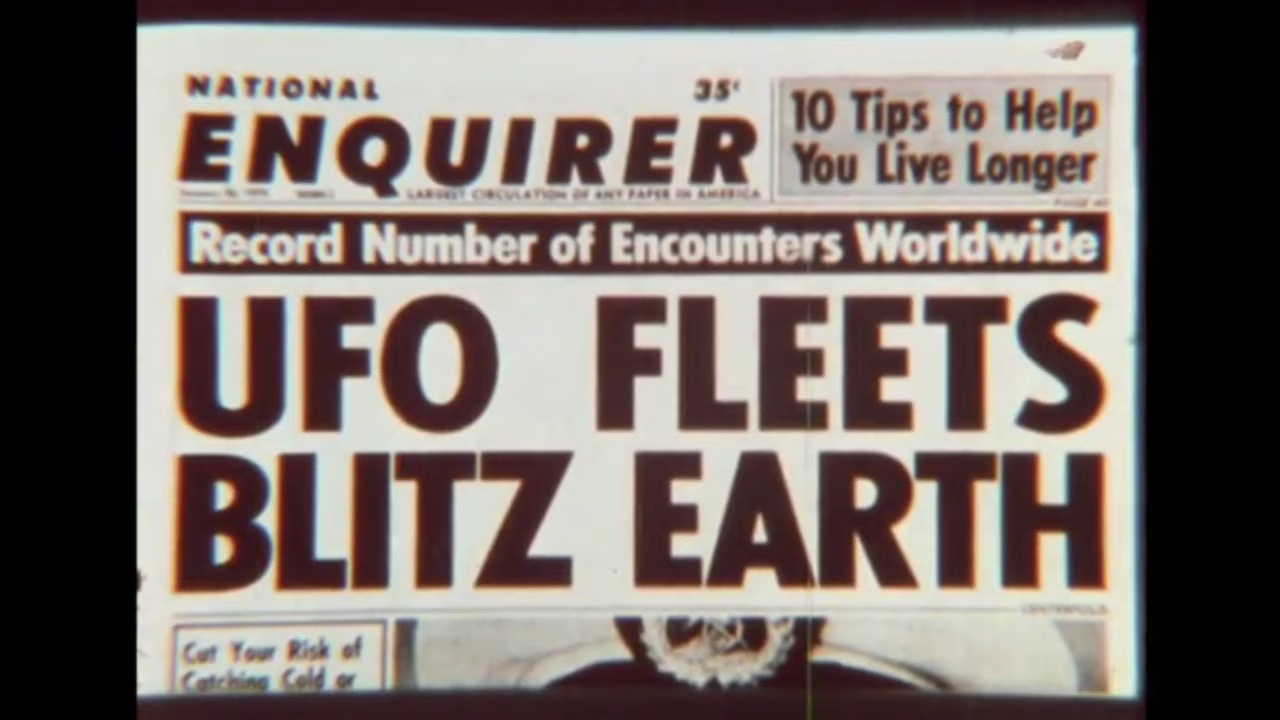 NATIONAL
35¢
ENQUIRER
LARGEST CIRCULATION OF ANY PAPER IN AMERICA
10 Tips to Help
You Live Longer
Record Number of Encounters Worldwide
UFO FLEETS
BLITZ EARTH
CENTERFOLD
Cut Your Risk of
Catching Cold or